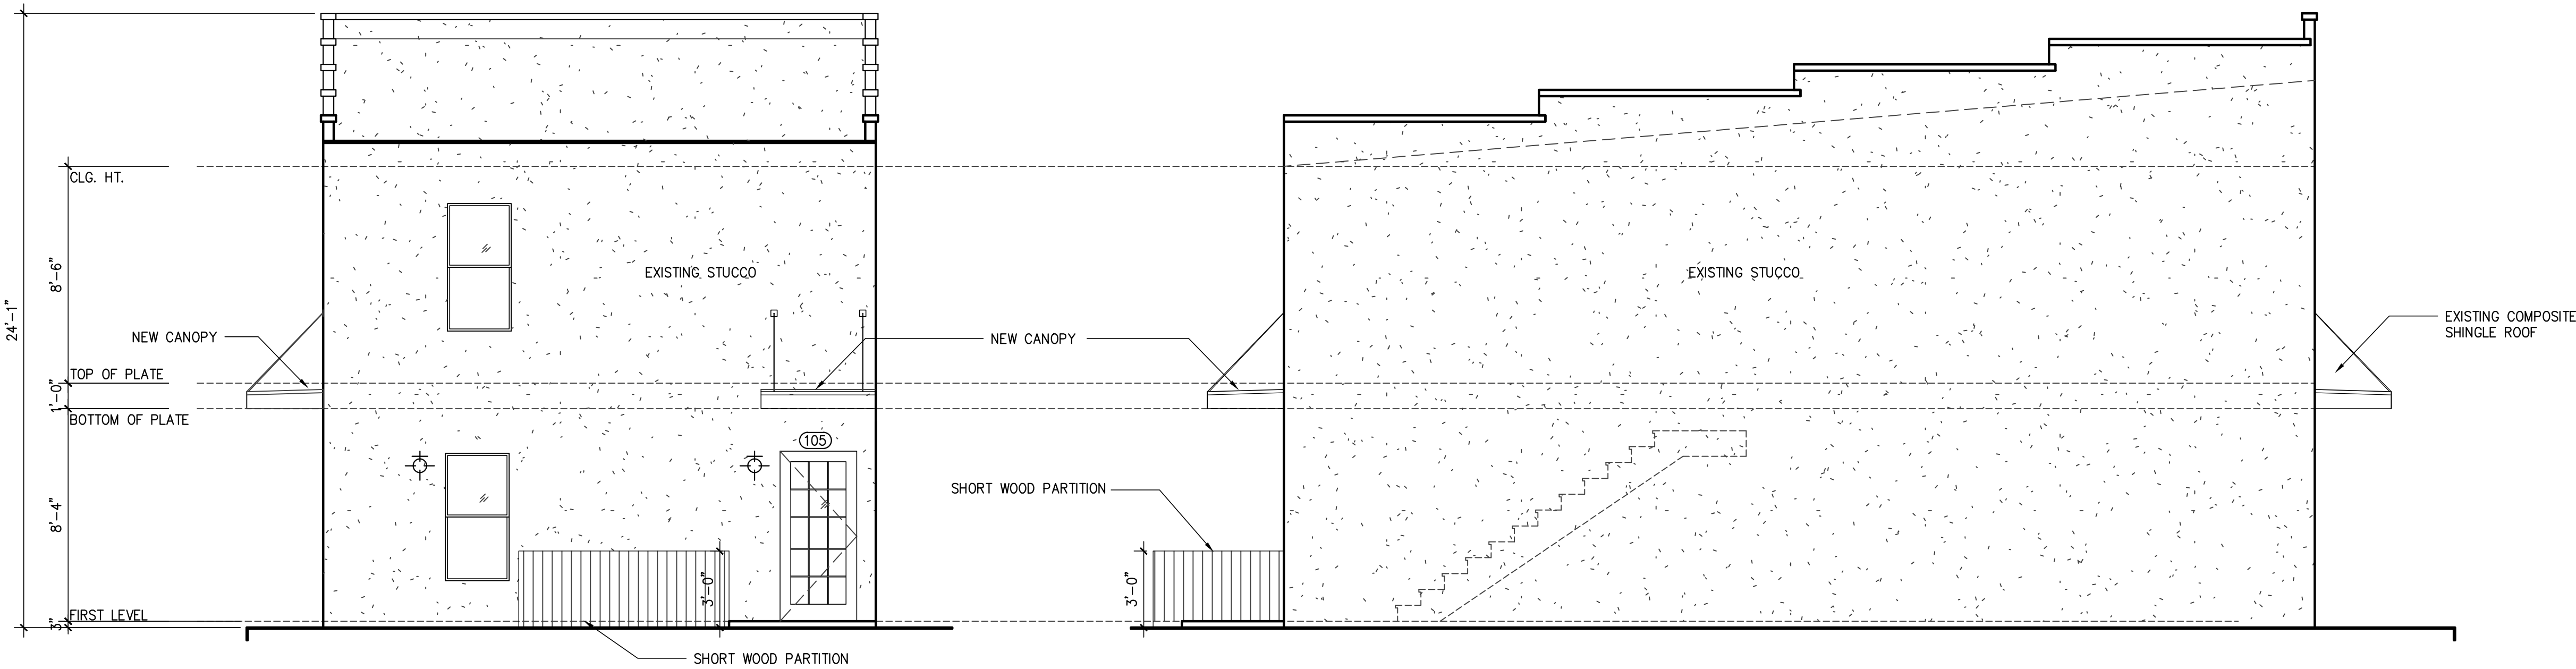 24'-1"
CLG. HT.
8'-6"
TOP OF PLATE
1'-0"
BOTTOM OF PLATE
8'-4"
FIRST LEVEL
3"
NEW CANOPY
EXISTING STUCCO
105
3'-0"
SHORT WOOD PARTITION
NEW CANOPY
SHORT WOOD PARTITION
3'-0"
EXISTING STUCCO
EXISTING COMPOSITE
SHINGLE ROOF